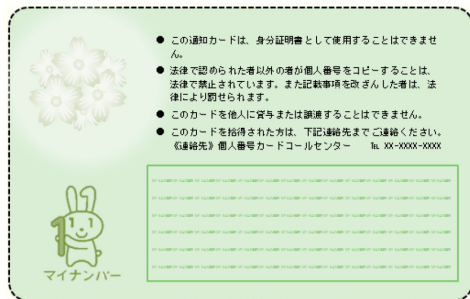 ● この通知カードは、身分証明書として使用することはできませ
ん。
● 法律で認められた者以外の者が個人番号をコピーすることは、
法律で禁止されています。また記載事項を改ざんした者は、法
律により罰せられます。
● このカードを他人に貸与または譲渡することはできません。
● このカードを拾得された方は、下記連絡先までご連絡ください。
《連絡先》個人番号カードコールセンター ℡ XX-XXXX-XXXX
1
マイナンバー